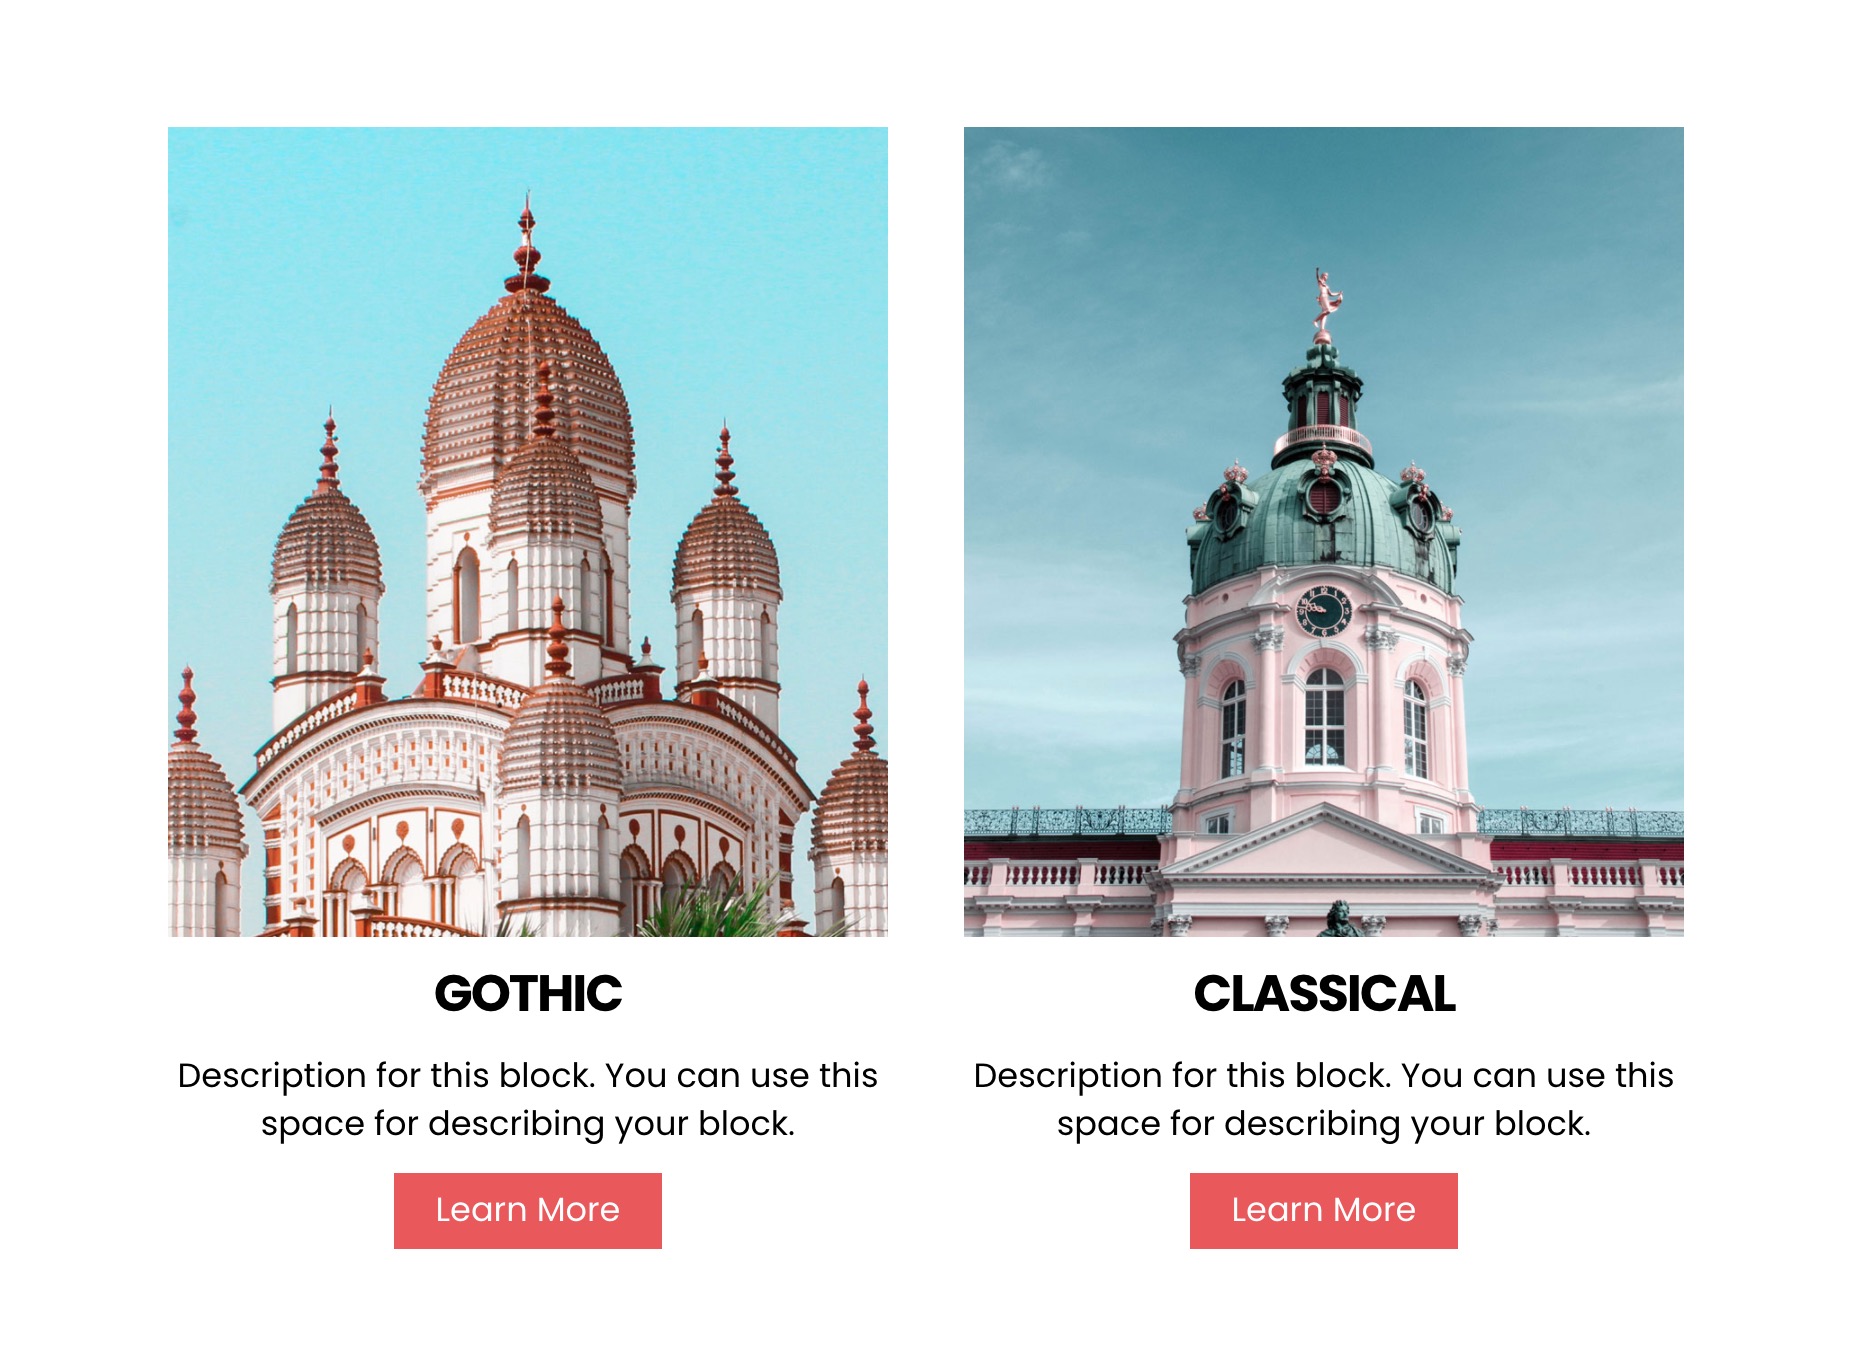 GOTHIC
Description for this block. You can use this
space for describing your block.
Learn More
CLASSICAL
Description for this block. You can use this
space for describing your block.
Learn More